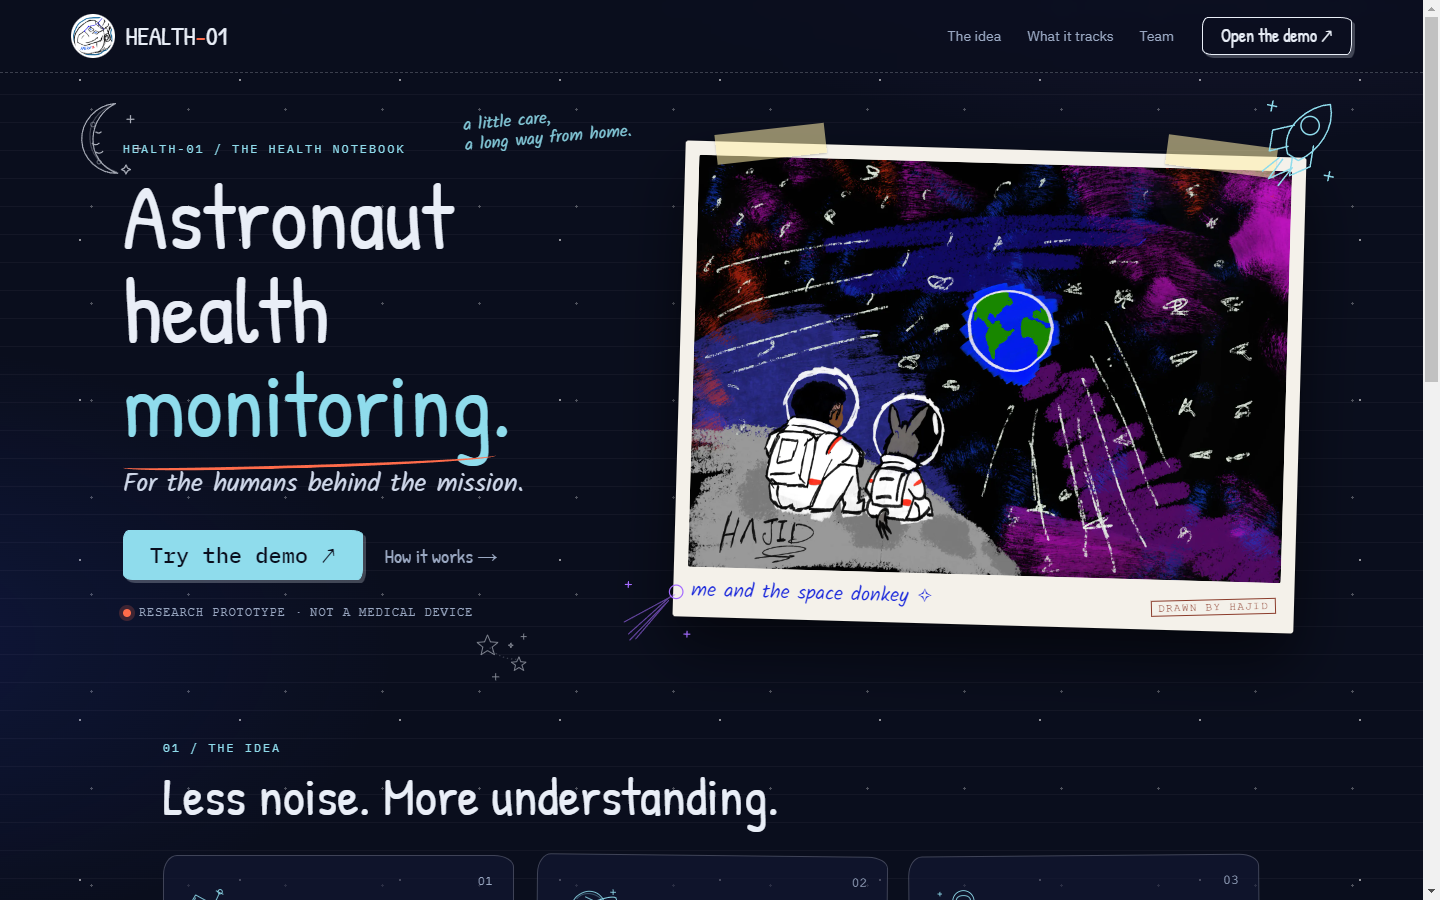 HEALTH-01
The idea
What it tracks
Team
Open the demo ↗
a little care,
a long way from home.
HEALTH-01 / THE HEALTH NOTEBOOK
Astronaut
health
monitoring.
For the humans behind the mission.
Try the demo ↗
How it works →
RESEARCH PROTOTYPE · NOT A MEDICAL DEVICE
HAJID
me and the space donkey ✧
DRAWN BY HAJID
01 / THE IDEA
Less noise. More understanding.
01
02
03